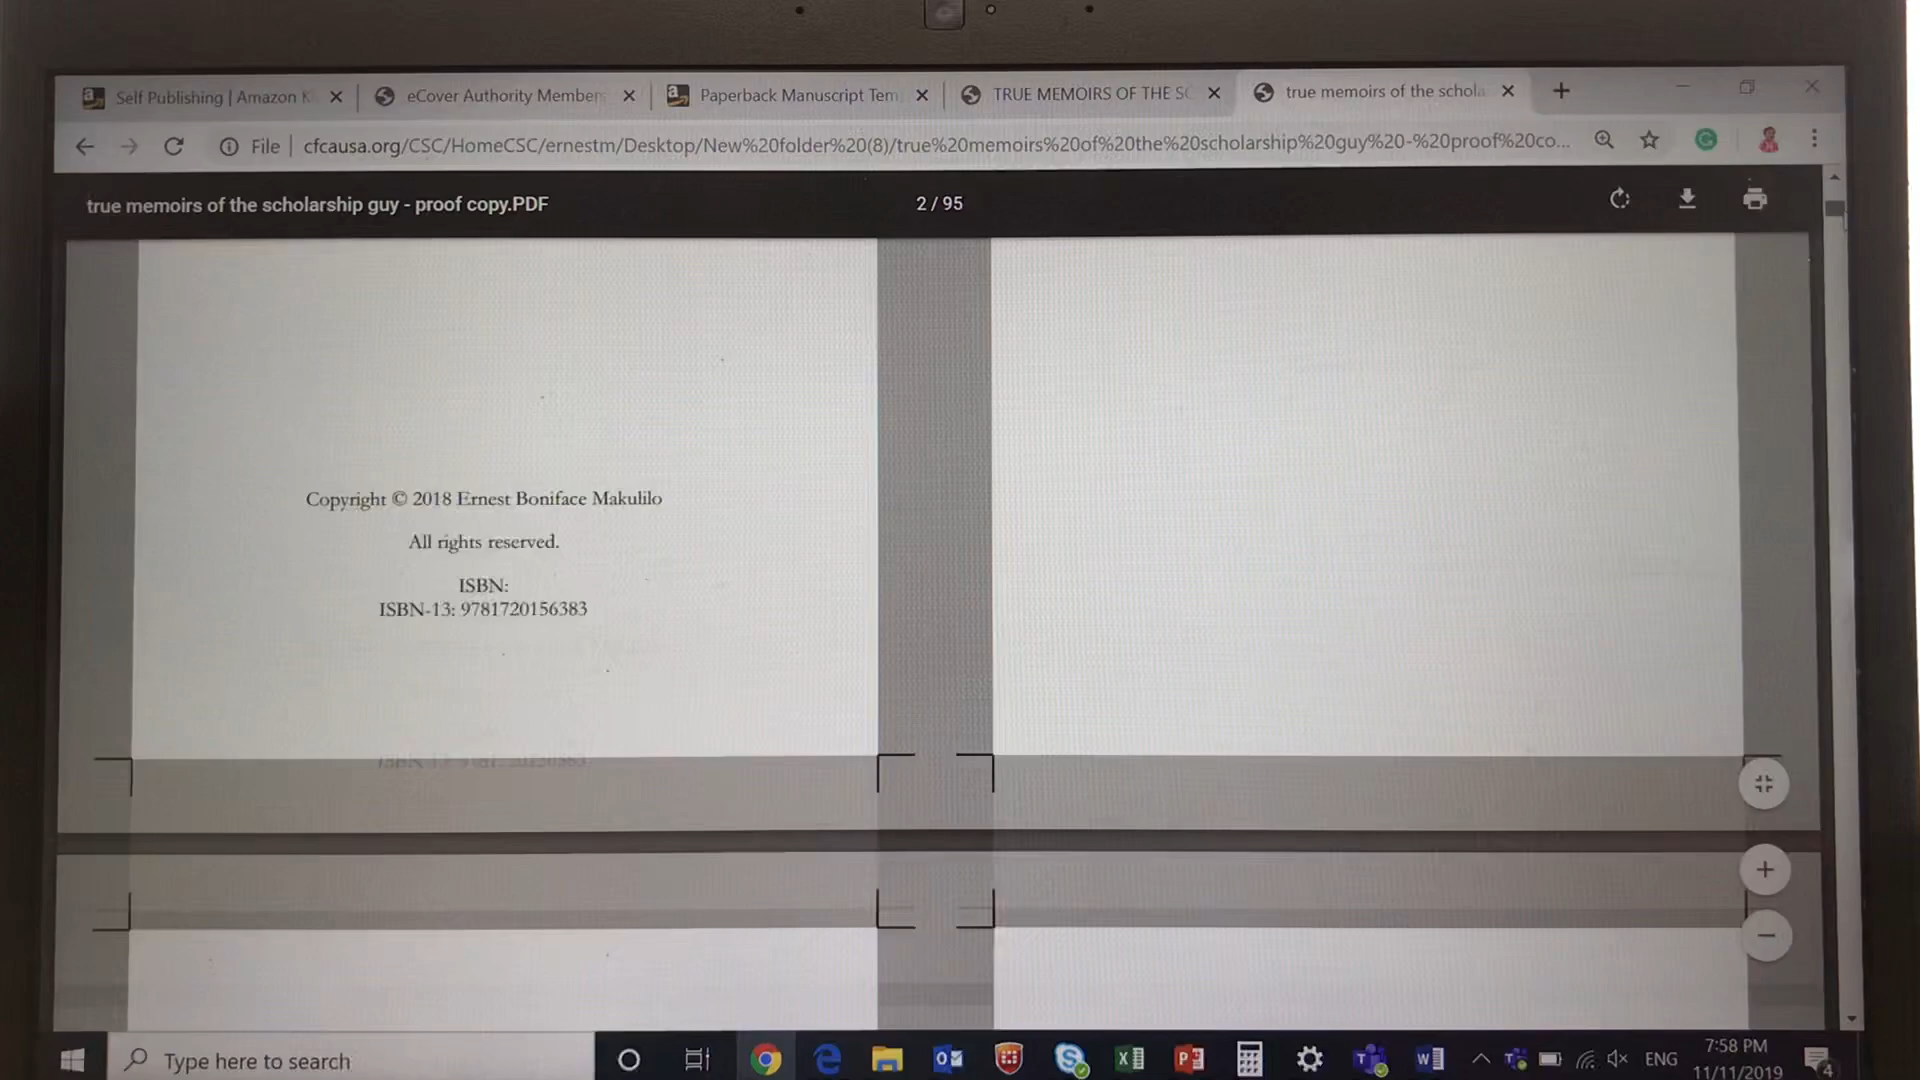 Self Publishing | Amazon K
eCover Authority Members
Paperback Manuscript Tem
TRUE MEMOIRS OF THE SC
true memoirs of the schola
File | cfcausa.org/CSC/HomeCSC/ernestm/Desktop/New%20folder%20(8)/true%20memoirs%20of%20the%20scholarship%20guy%20-%20proof%20co...
true memoirs of the scholarship guy - proof copy.PDF
2 / 95
Copyright © 2018 Ernest Boniface Makulilo
All rights reserved.
ISBN:
ISBN-13: 9781720156383
Type here to search
ENG
7:58 PM
11/11/2019
4